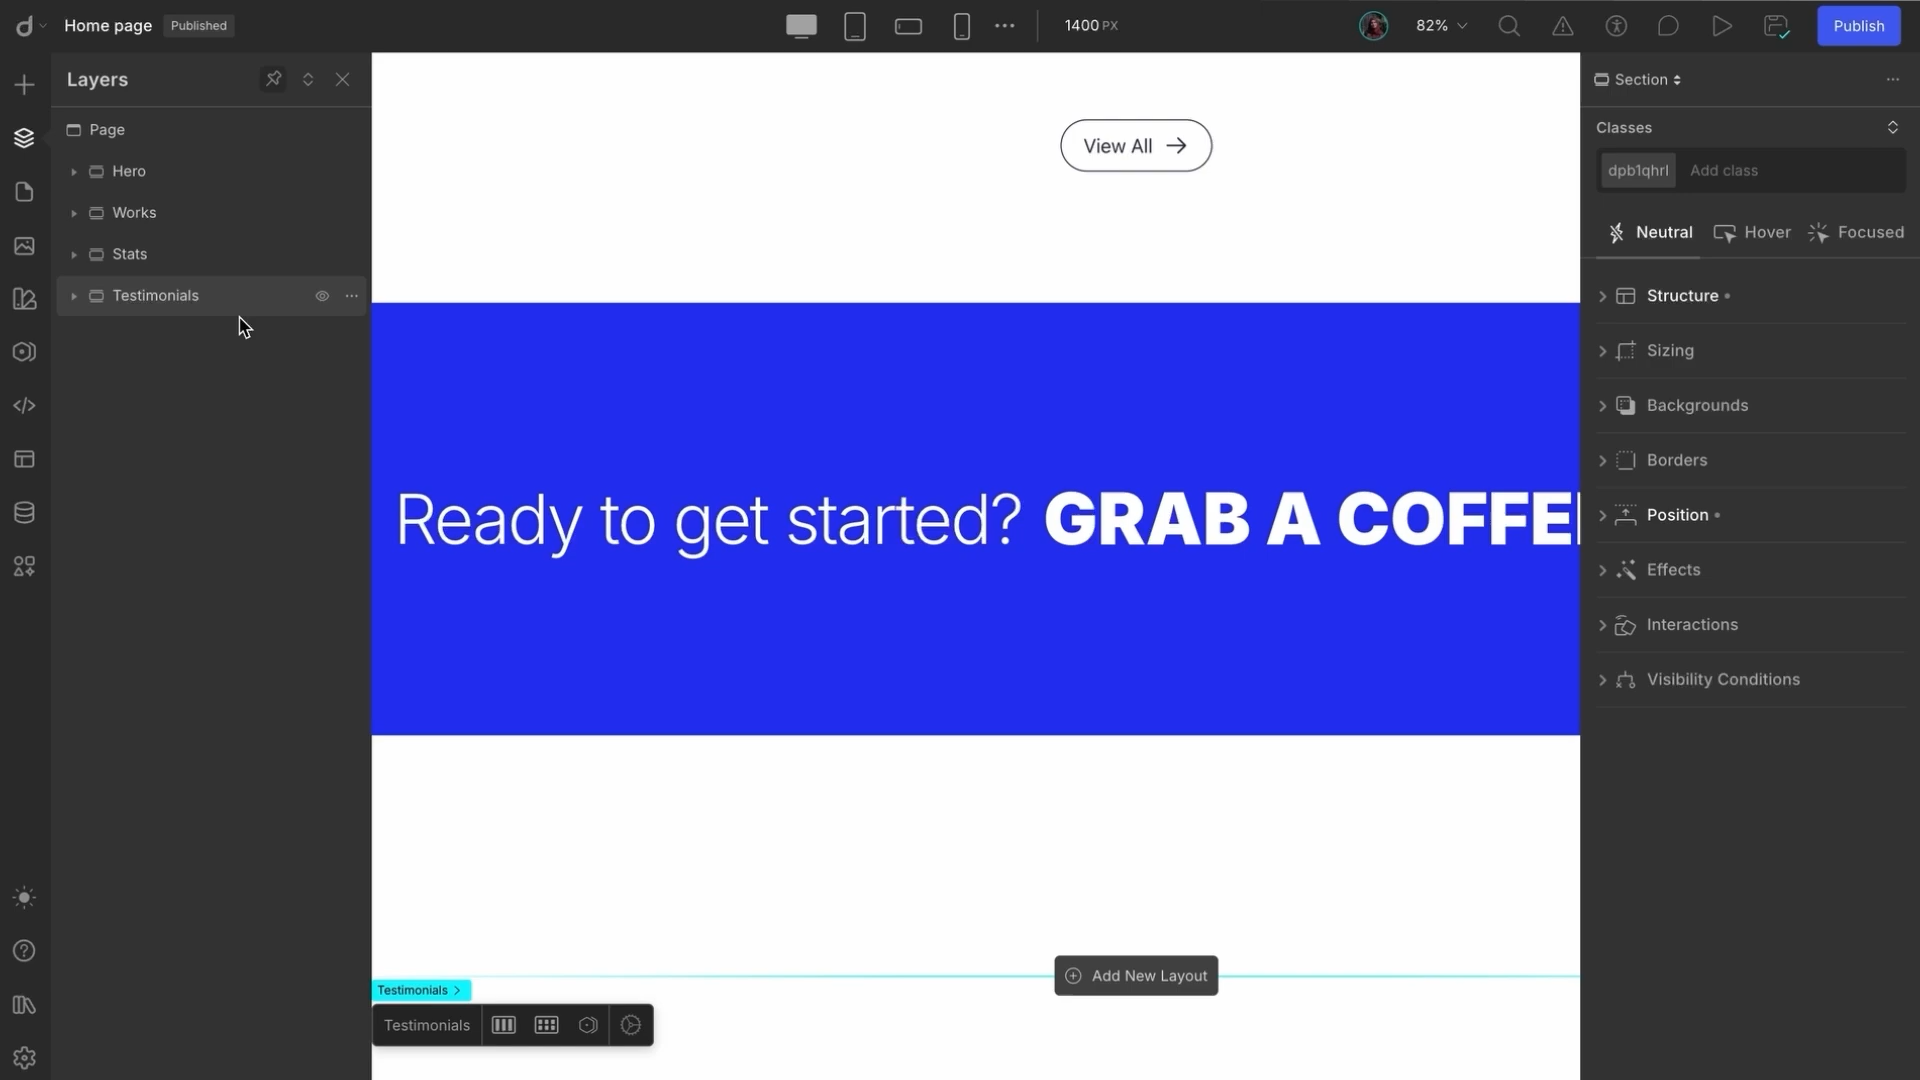 Home page Published 1400 PX 82% Publish
Layers
Page
Hero
Works
Stats
Testimonials
View All
Ready to get started? GRAB A COFFE
Add New Layout
Testimonials
Testimonials
Section
Classes
dpb1qhrl Add class
Neutral Hover Focused
Structure
Sizing
Backgrounds
Borders
Position
Effects
Interactions
Visibility Conditions